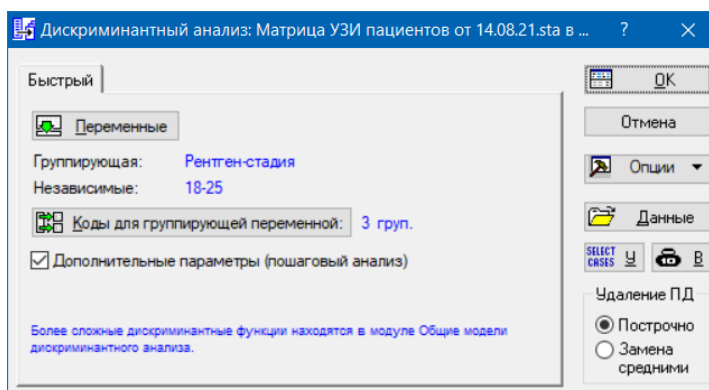 Дискриминантный анализ: Матрица УЗИ пациентов от 14.08.21.sta в ... ? ×
Быстрый
OK
Переменные
Отмена
Группирующая: Рентген-стадия
Опции
Независимые: 18-25
Коды для группирующей переменной: 3 груп.
Данные
Дополнительные параметры (пошаговый анализ)
SELECT CASES У В
Удаление ПД
Построчно
Замена средними
Более сложные дискриминантные функции находятся в модуле Общие модели
дискриминантного анализа.